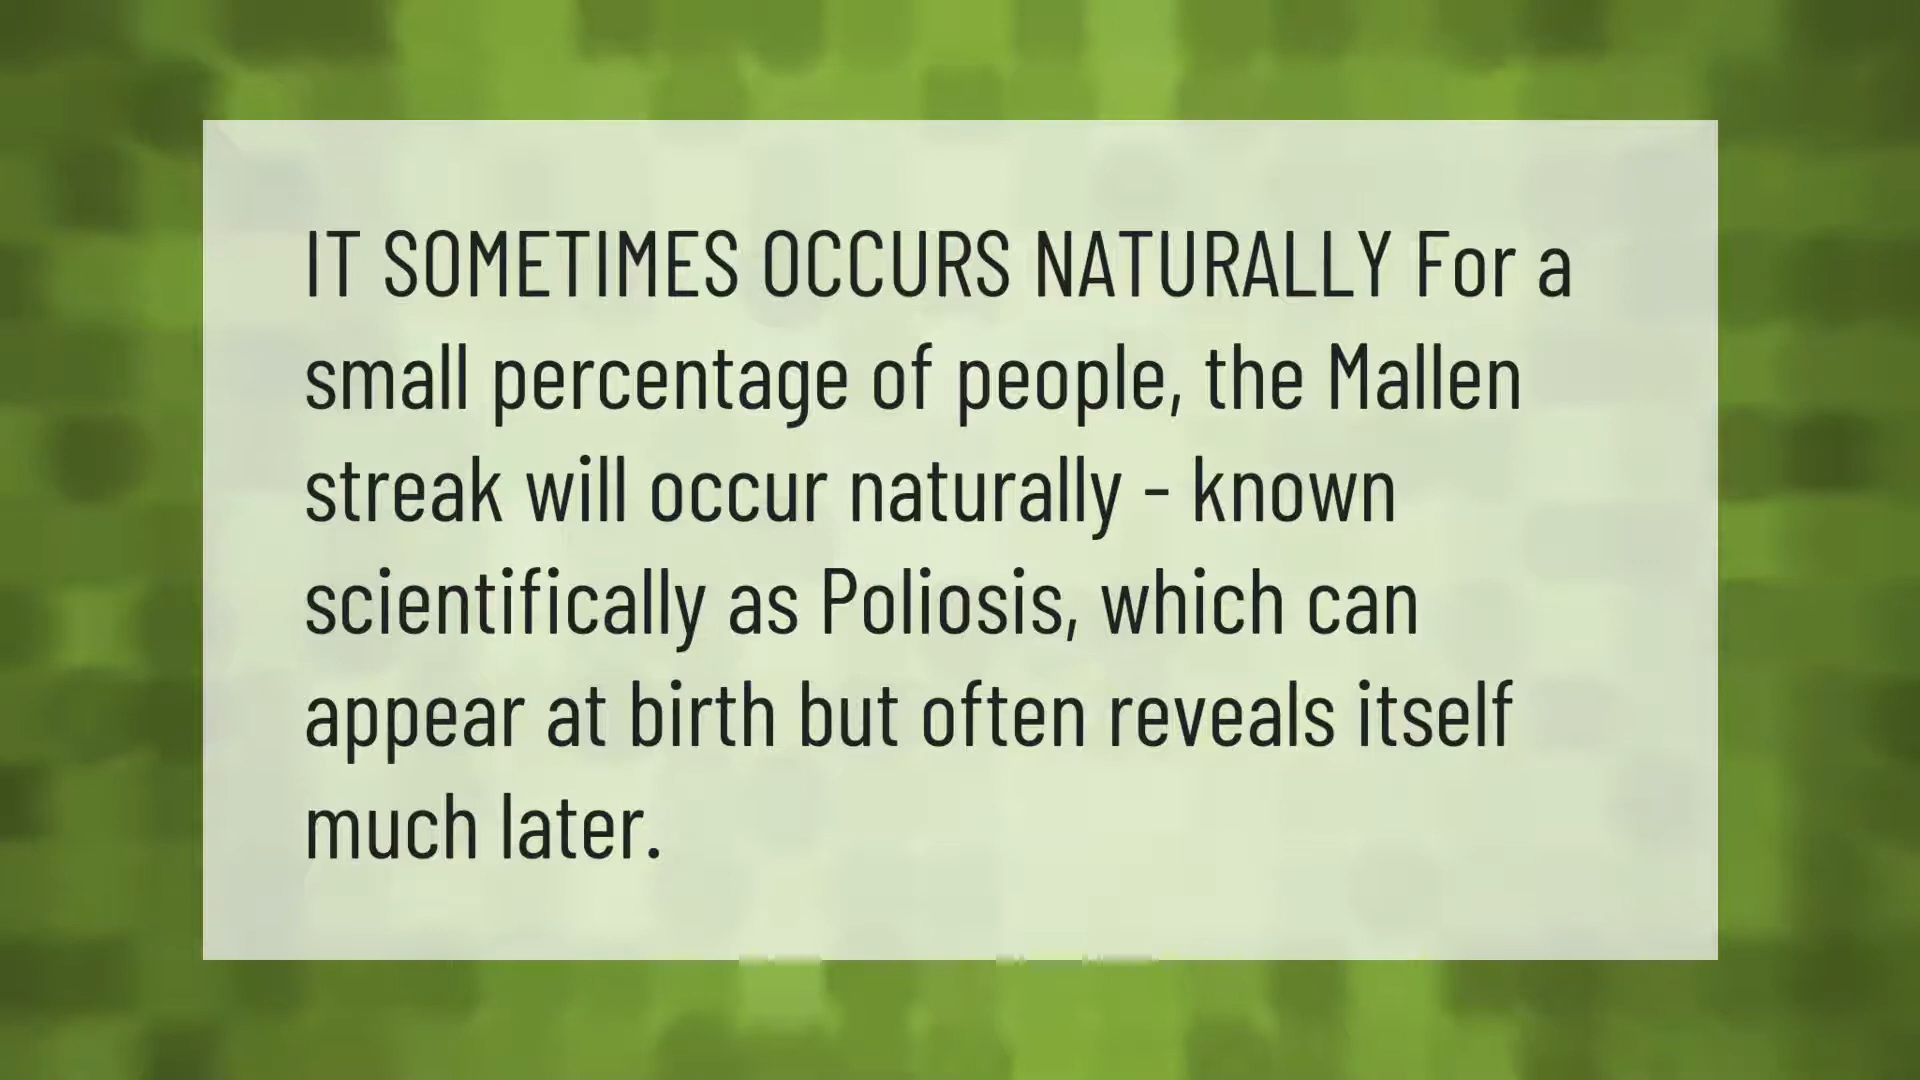 IT SOMETIMES OCCURS NATURALLY For a
small percentage of people, the Mallen
streak will occur naturally - known
scientifically as Poliosis, which can
appear at birth but often reveals itself
much later.